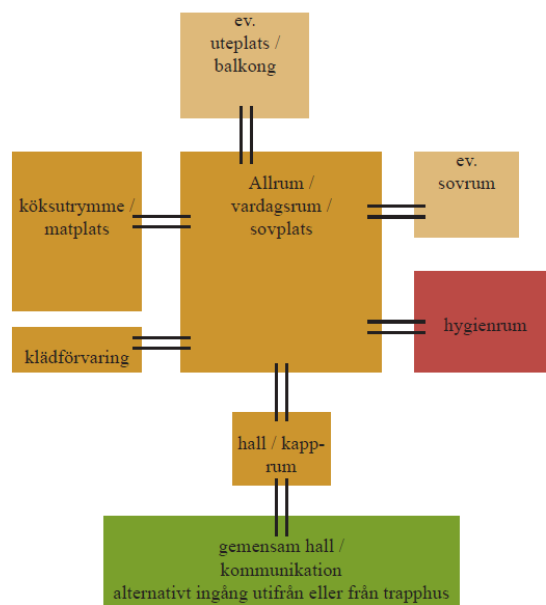 ev.
uteplats /
balkong
köksutrymme /
matplats
Allrum /
vardagsrum /
sovplats
ev.
sovrum
klädförvaring
hygienrum
hall / kapp-
rum
gemensam hall /
kommunikation
alternativt ingång utifrån eller från trapphus